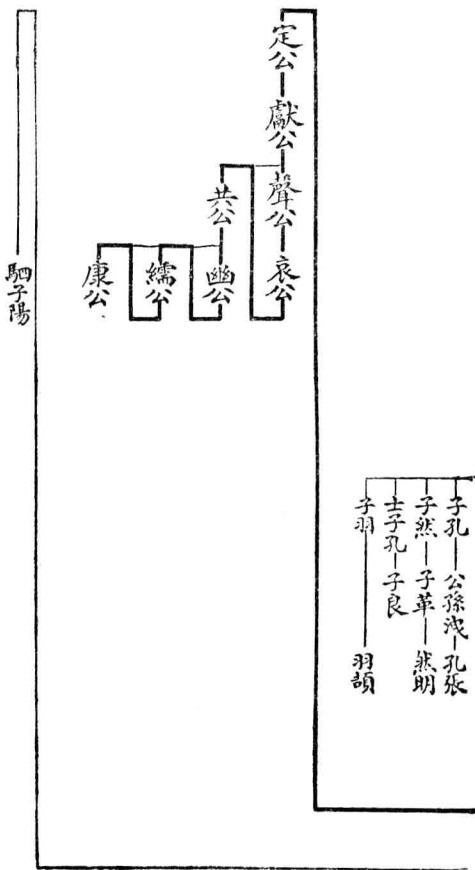 子孔 公孫洩 孔張
子然 子革 然明
士子孔 子良
子羽 羽頡
定公 獻公 聲公 哀公
共公 幽公
繻公
康公
駟子陽